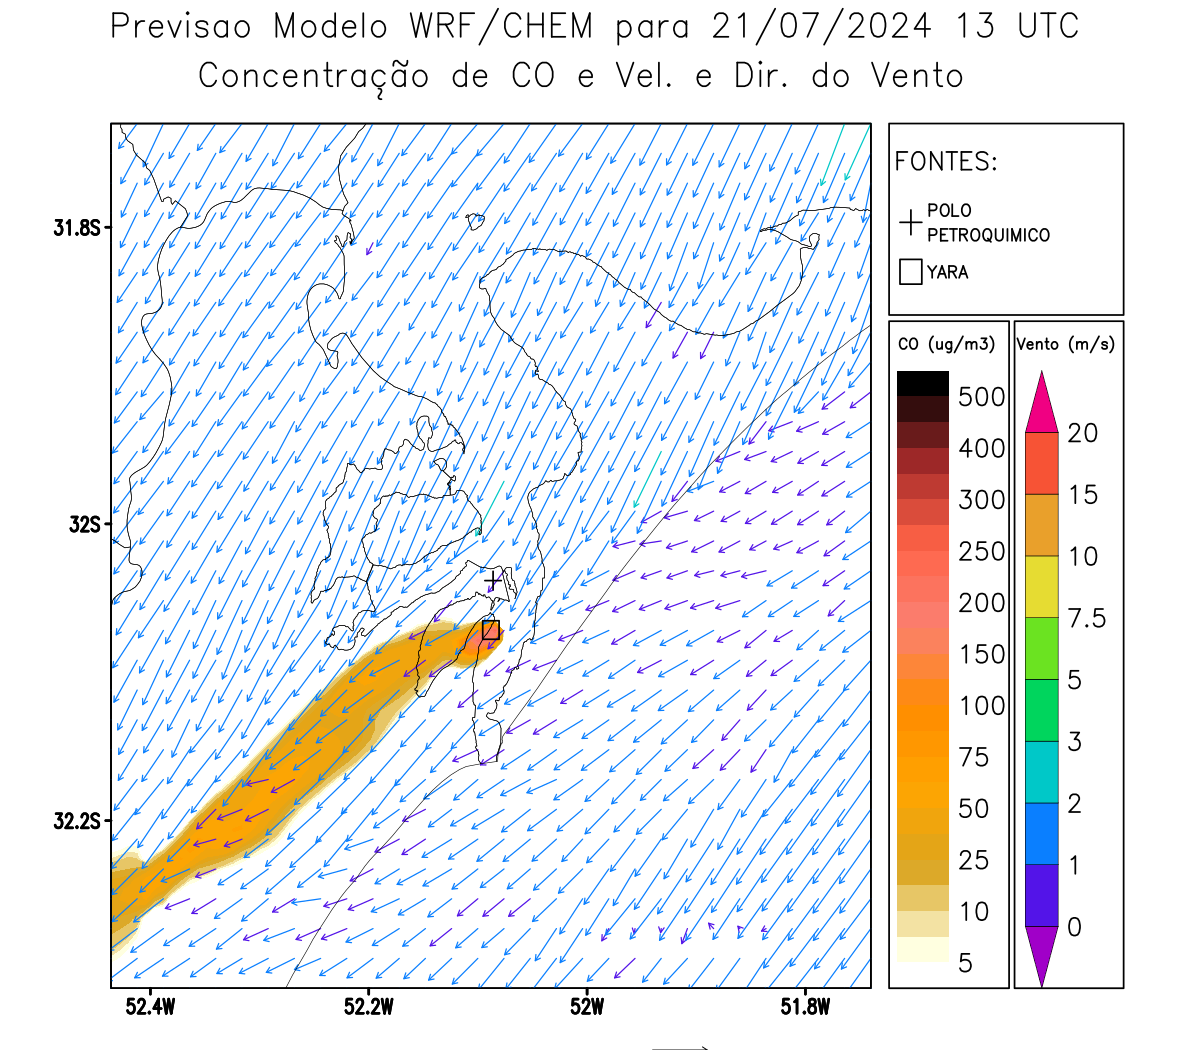 Previsao Modelo WRF/CHEM para 21/07/2024 13 UTC
Concentração de CO e Vel. e Dir. do Vento
FONTES:
POLO
PETROQUIMICO
YARA
CO (ug/m3)
500
400
300
250
200
150
100
75
50
25
10
5
Vento (m/s)
20
15
10
7.5
5
3
2
1
0
31.8S
32S
32.2S
52.4W
52.2W
52W
51.8W